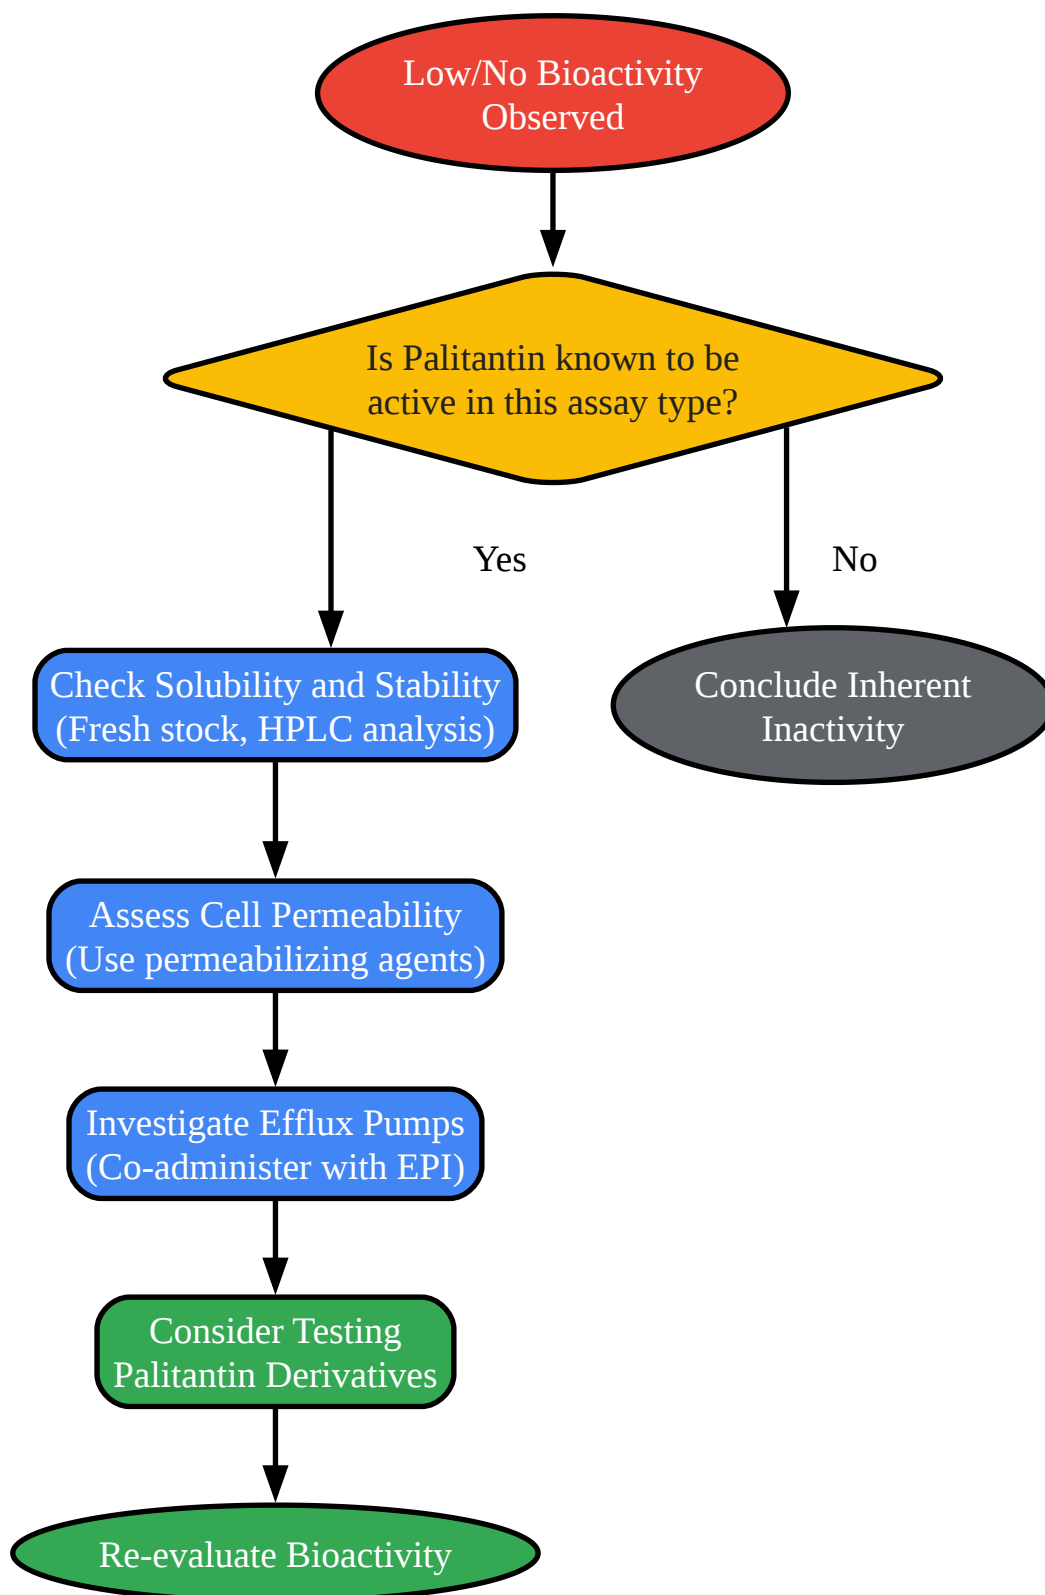 Low/No Bioactivity
Observed
Is Palitantin known to be
active in this assay type?
Yes
No
Check Solubility and Stability
(Fresh stock, HPLC analysis)
Conclude Inherent
Inactivity
Assess Cell Permeability
(Use permeabilizing agents)
Investigate Efflux Pumps
(Co-administer with EPI)
Consider Testing
Palitantin Derivatives
Re-evaluate Bioactivity